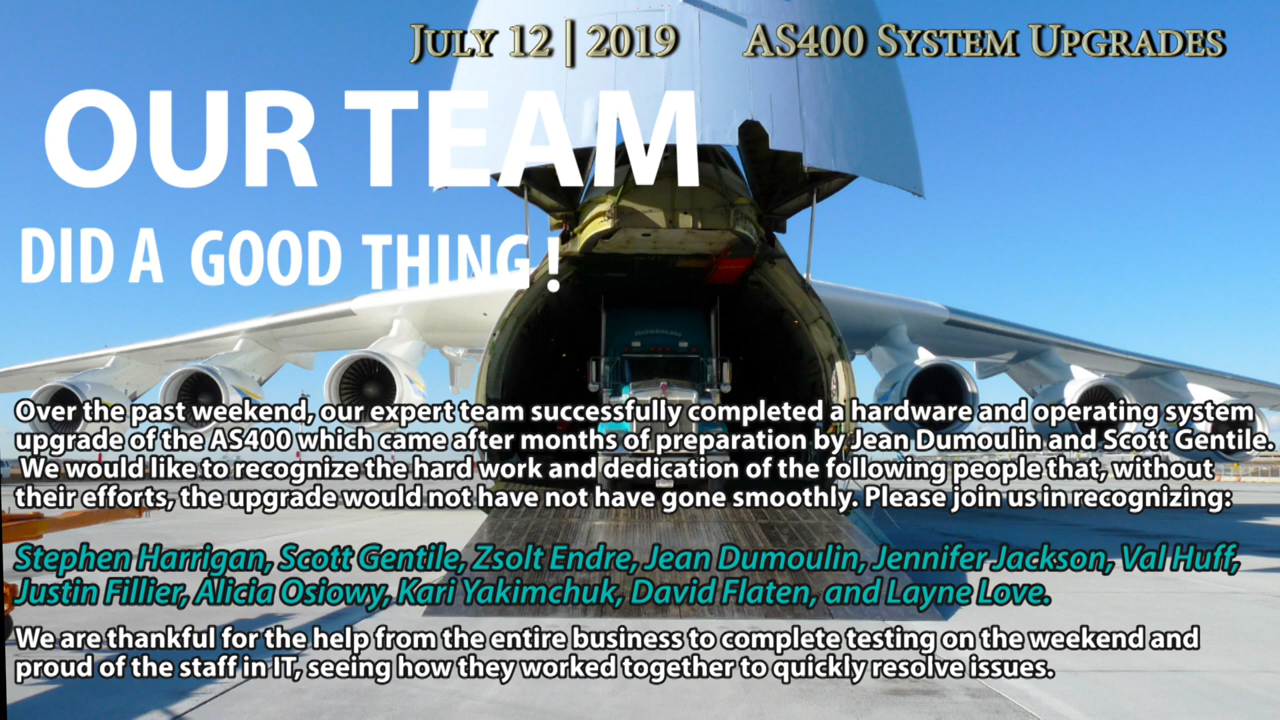 July 12 | 2019 AS400 System Upgrades
OUR TEAM
DID A GOOD THING!
ROSENAU
Over the past weekend, our expert team successfully completed a hardware and operating system
upgrade of the AS400 which came after months of preparation by Jean Dumoulin and Scott Gentile.
We would like to recognize the hard work and dedication of the following people that, without
their efforts, the upgrade would not have not have gone smoothly. Please join us in recognizing:
Stephen Harrigan, Scott Gentile, Zsolt Endre, Jean Dumoulin, Jennifer Jackson, Val Huff,
Justin Fillier, Alicia Osiowy, Kari Yakimchuk, David Flaten, and Layne Love.
We are thankful for the help from the entire business to complete testing on the weekend and
proud of the staff in IT, seeing how they worked together to quickly resolve issues.